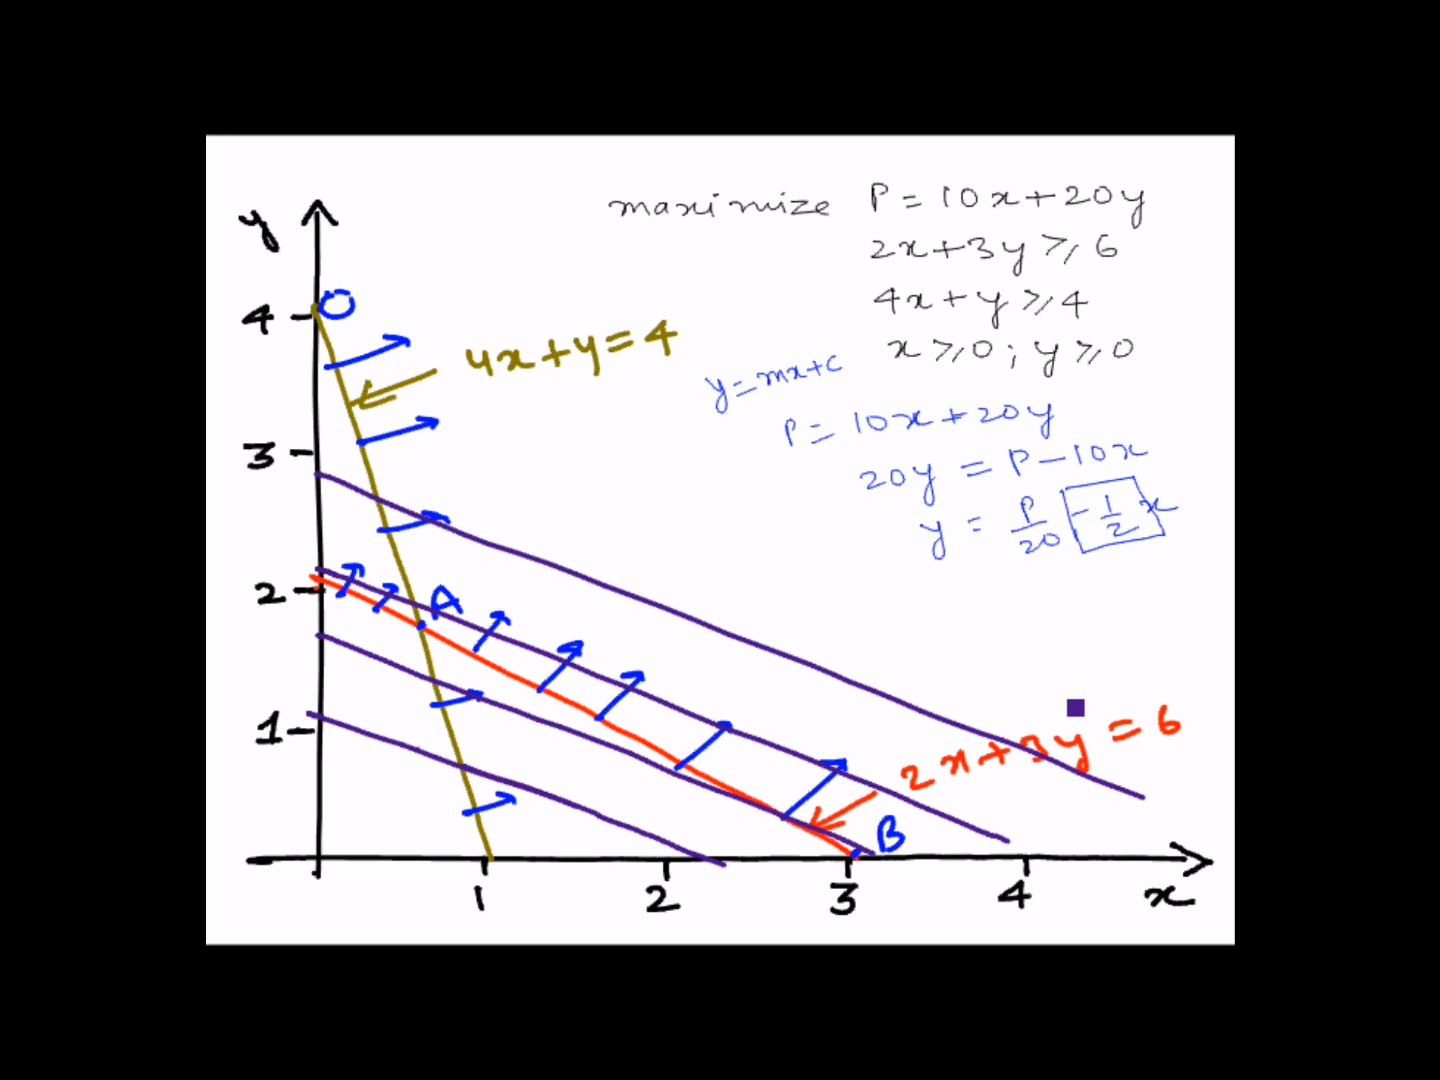 maximize P = 10x + 20y
2x + 3y ≥ 6
4x + y ≥ 4
x ≥ 0 ; y ≥ 0
y = mx + c
P = 10x + 20y
20y = P - 10x
y = P/20 - 1/2 x
y
4
3
2
1
O
4x + y = 4
A
2x + 3y = 6
B
1 2 3 4 x